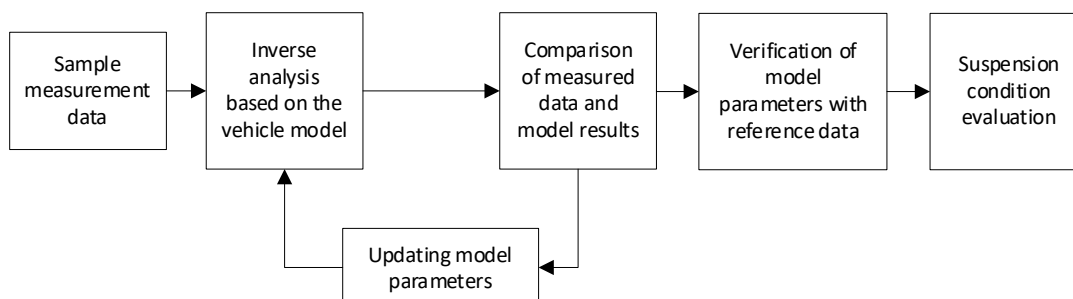 Sample
measurement
data
Inverse
analysis
based on the
vehicle model
Comparison
of measured
data and
model results
Verification of
model
parameters with
reference data
Suspension
condition
evaluation
Updating model
parameters